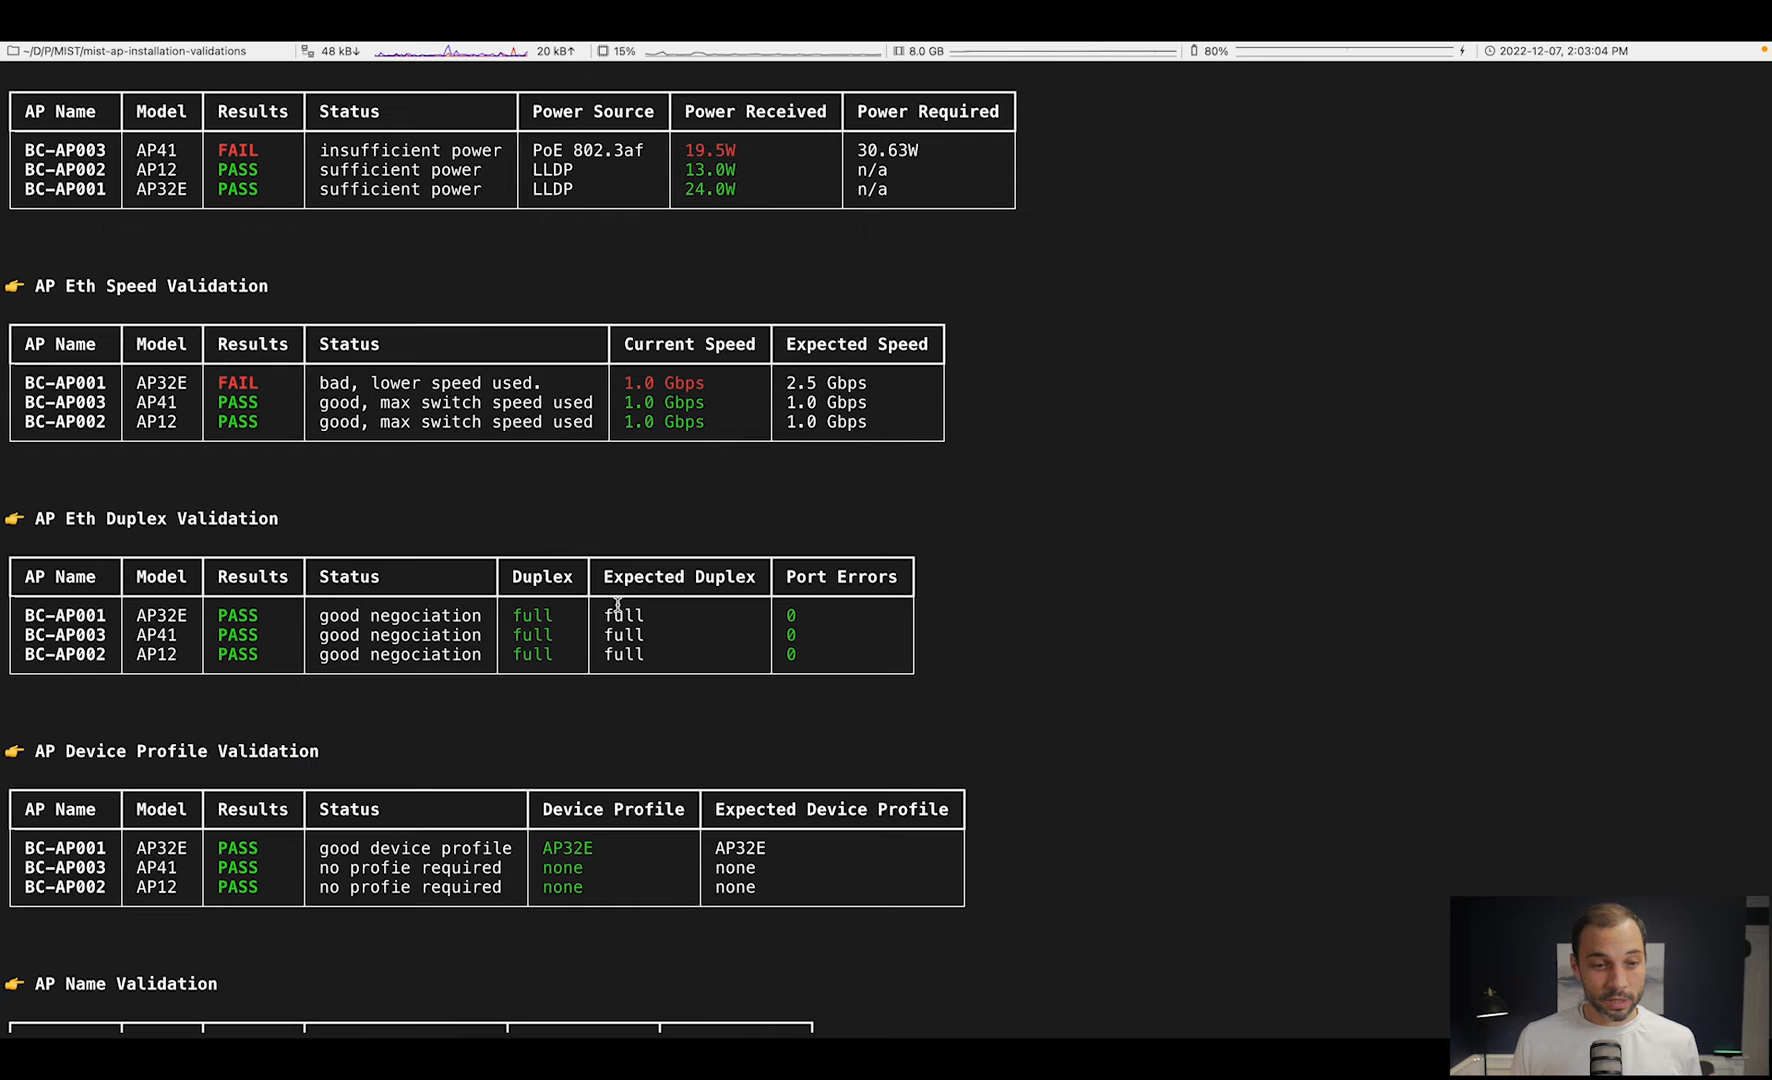 ~/D/P/MIST/mist-ap-installation-validations 48 kB↓ 20 kB↑ 15% 8.0 GB 80% 2022-12-07, 2:03:04 PM
AP Name Model Results Status Power Source Power Received Power Required
BC-AP003 AP41 FAIL insufficient power PoE 802.3af 19.5W 30.63W
BC-AP002 AP12 PASS sufficient power LLDP 13.0W n/a
BC-AP001 AP32E PASS sufficient power LLDP 24.0W n/a
👉 AP Eth Speed Validation
AP Name Model Results Status Current Speed Expected Speed
BC-AP001 AP32E FAIL bad, lower speed used. 1.0 Gbps 2.5 Gbps
BC-AP003 AP41 PASS good, max switch speed used 1.0 Gbps 1.0 Gbps
BC-AP002 AP12 PASS good, max switch speed used 1.0 Gbps 1.0 Gbps
👉 AP Eth Duplex Validation
AP Name Model Results Status Duplex Expected Duplex Port Errors
BC-AP001 AP32E PASS good negociation full full 0
BC-AP003 AP41 PASS good negociation full full 0
BC-AP002 AP12 PASS good negociation full full 0
👉 AP Device Profile Validation
AP Name Model Results Status Device Profile Expected Device Profile
BC-AP001 AP32E PASS good device profile AP32E AP32E
BC-AP003 AP41 PASS no profie required none none
BC-AP002 AP12 PASS no profie required none none
👉 AP Name Validation